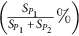 (S_{P_1} / (S_{P_1} + S_{P_2}) %)